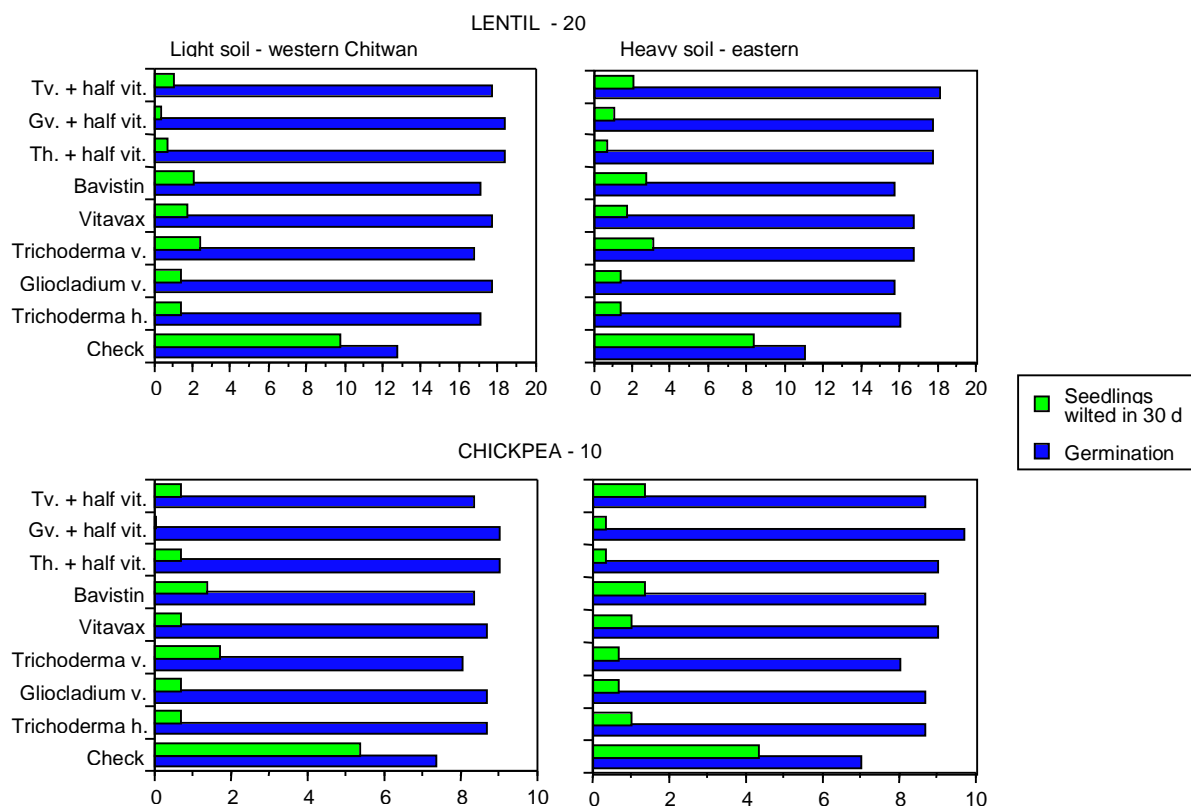 LENTIL - 20
Light soil - western Chitwan
Heavy soil - eastern
Tv. + half vit.
Gv. + half vit.
Th. + half vit.
Bavistin
Vitavax
Trichoderma v.
Gliocladium v.
Trichoderma h.
Check
0 2 4 6 8 10 12 14 16 18 20
0 2 4 6 8 10 12 14 16 18 20
Seedlings
wilted in 30 d
Germination
CHICKPEA - 10
Tv. + half vit.
Gv. + half vit.
Th. + half vit.
Bavistin
Vitavax
Trichoderma v.
Gliocladium v.
Trichoderma h.
Check
0 2 4 6 8 10
0 2 4 6 8 10